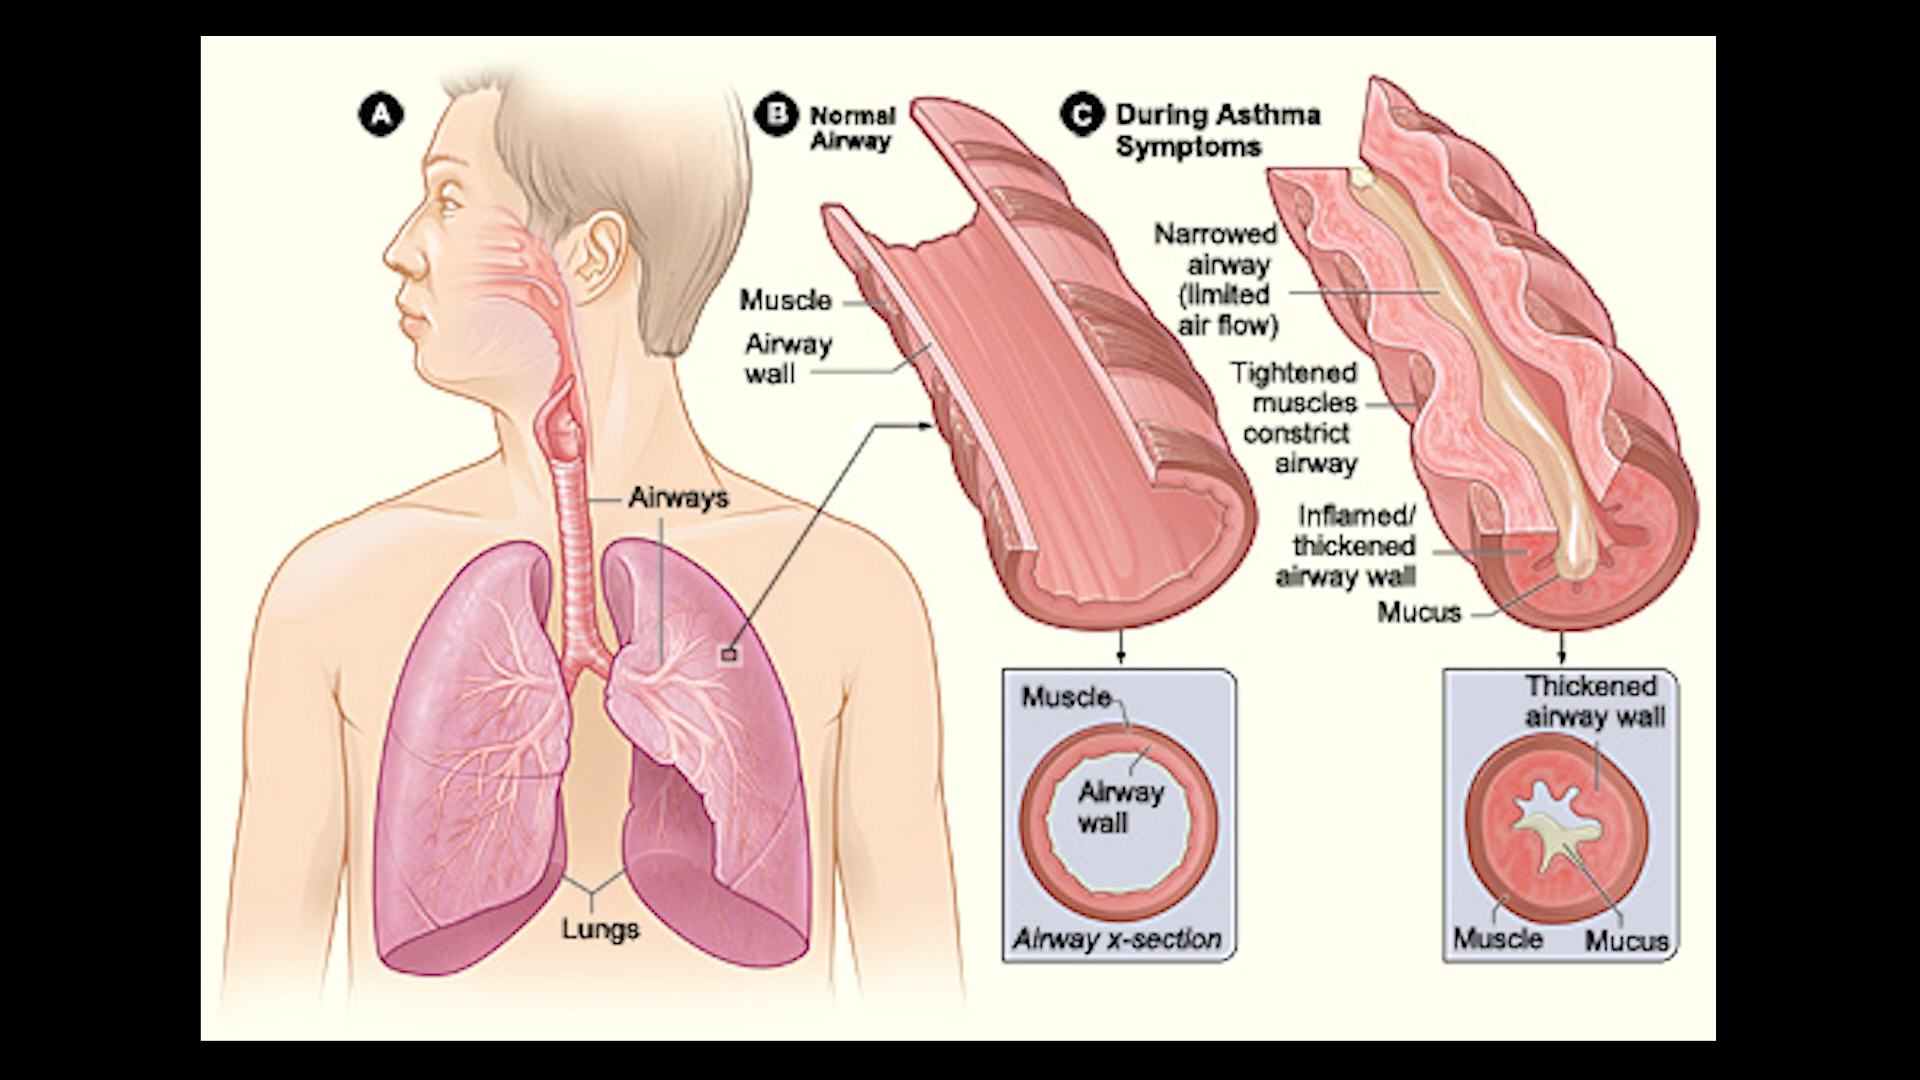 A
Airways
Lungs
B
Normal
Airway
Muscle
Airway
wall
Muscle
Airway
wall
Airway x-section
C
During Asthma
Symptoms
Narrowed
airway
(limited
air flow)
Tightened
muscles
constrict
airway
Inflamed/
thickened
airway wall
Mucus
Thickened
airway wall
Muscle
Mucus